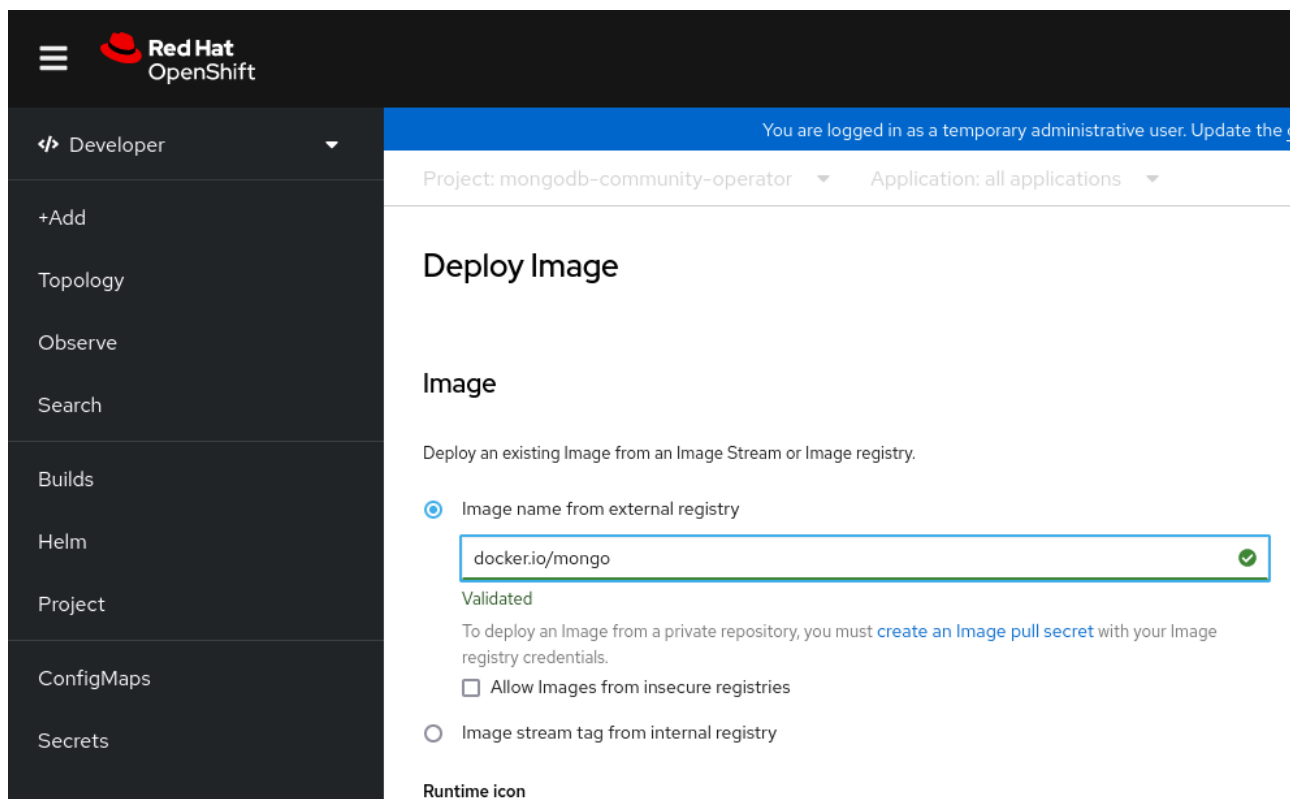 Red Hat
OpenShift
</> Developer
You are logged in as a temporary administrative user. Update the
Project: mongodb-community-operator
Application: all applications
+Add
Topology
Observe
Search
Builds
Helm
Project
ConfigMaps
Secrets
Deploy Image
Image
Deploy an existing Image from an Image Stream or Image registry.
Image name from external registry
docker.io/mongo
Validated
To deploy an Image from a private repository, you must create an Image pull secret with your Image
registry credentials.
Allow Images from insecure registries
Image stream tag from internal registry
Runtime icon